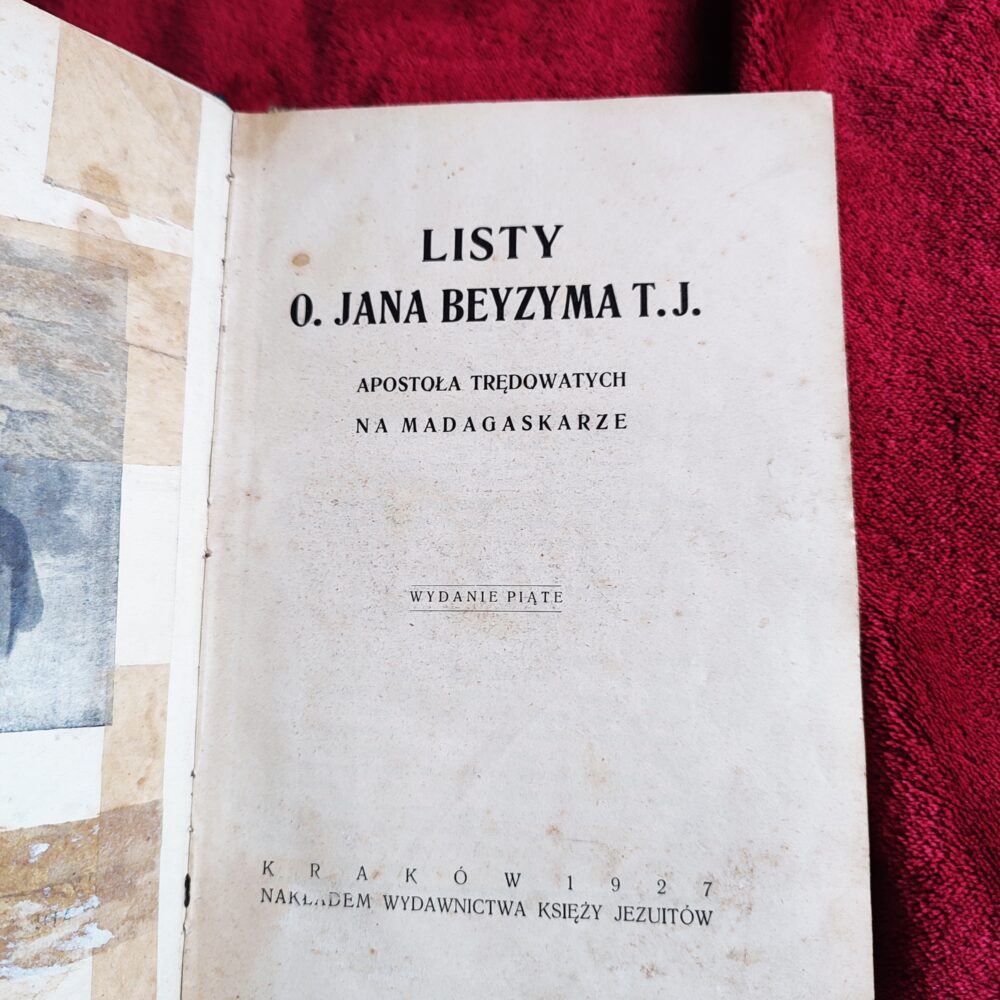 LISTY
O. JANA BEYZYMA T.J.
APOSTOŁA TRĘDOWATYCH
NA MADAGASKARZE
WYDANIE PIĄTE
KRAKÓW 1927
NAKŁADEM WYDAWNICTWA KSIĘŻY JEZUITÓW